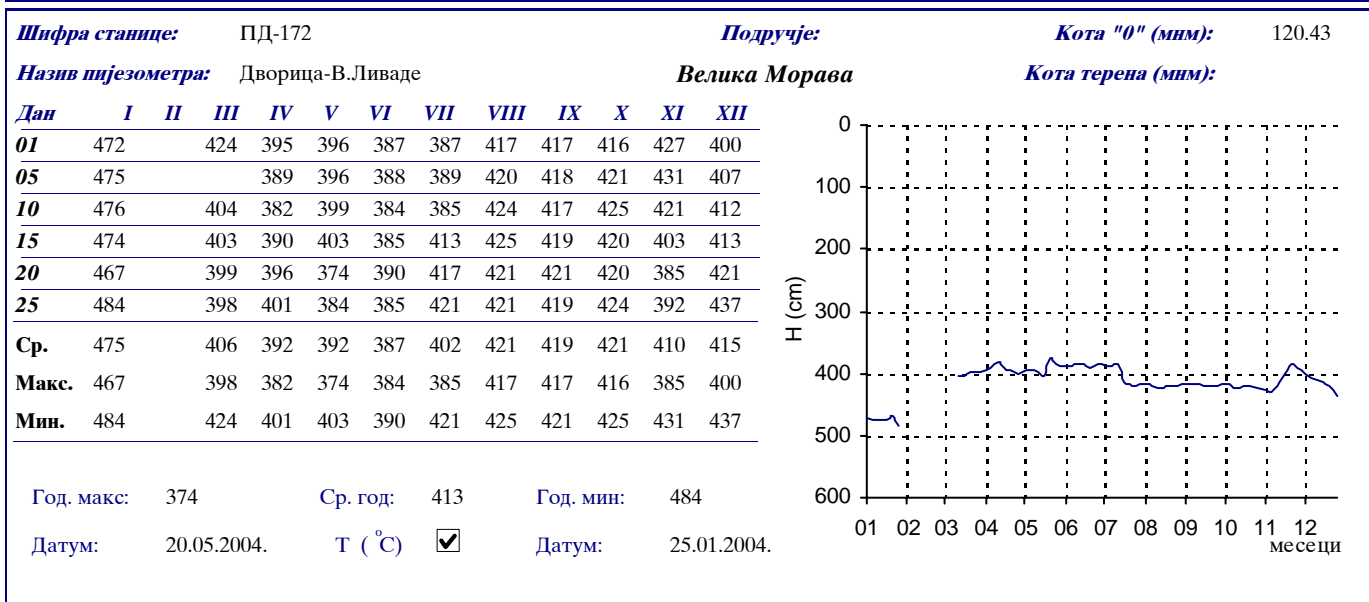 Шифра станице: ПД-172 Подручје: Кота "0" (мнм): 120.43
Назив пијезометра: Дворица-В.Ливаде Велика Морава Кота терена (мнм):
Дан I II III IV V VI VII VIII IX X XI XII
01 472 424 395 396 387 387 417 417 416 427 400
05 475 389 396 388 389 420 418 421 431 407
10 476 404 382 399 384 385 424 417 425 421 412
15 474 403 390 403 385 413 425 419 420 403 413
20 467 399 396 374 390 417 421 421 420 385 421
25 484 398 401 384 385 421 421 419 424 392 437
Ср. 475 406 392 392 387 402 421 419 421 410 415
Макс. 467 398 382 374 384 385 417 417 416 385 400
Мин. 484 424 401 403 390 421 425 421 425 431 437
Год. макс: 374 Ср. год: 413 Год. мин: 484
Датум: 20.05.2004. Т ( °C) Датум: 25.01.2004.
H (cm)
0
100
200
300
400
500
600
01 02 03 04 05 06 07 08 09 10 11 12
месеци